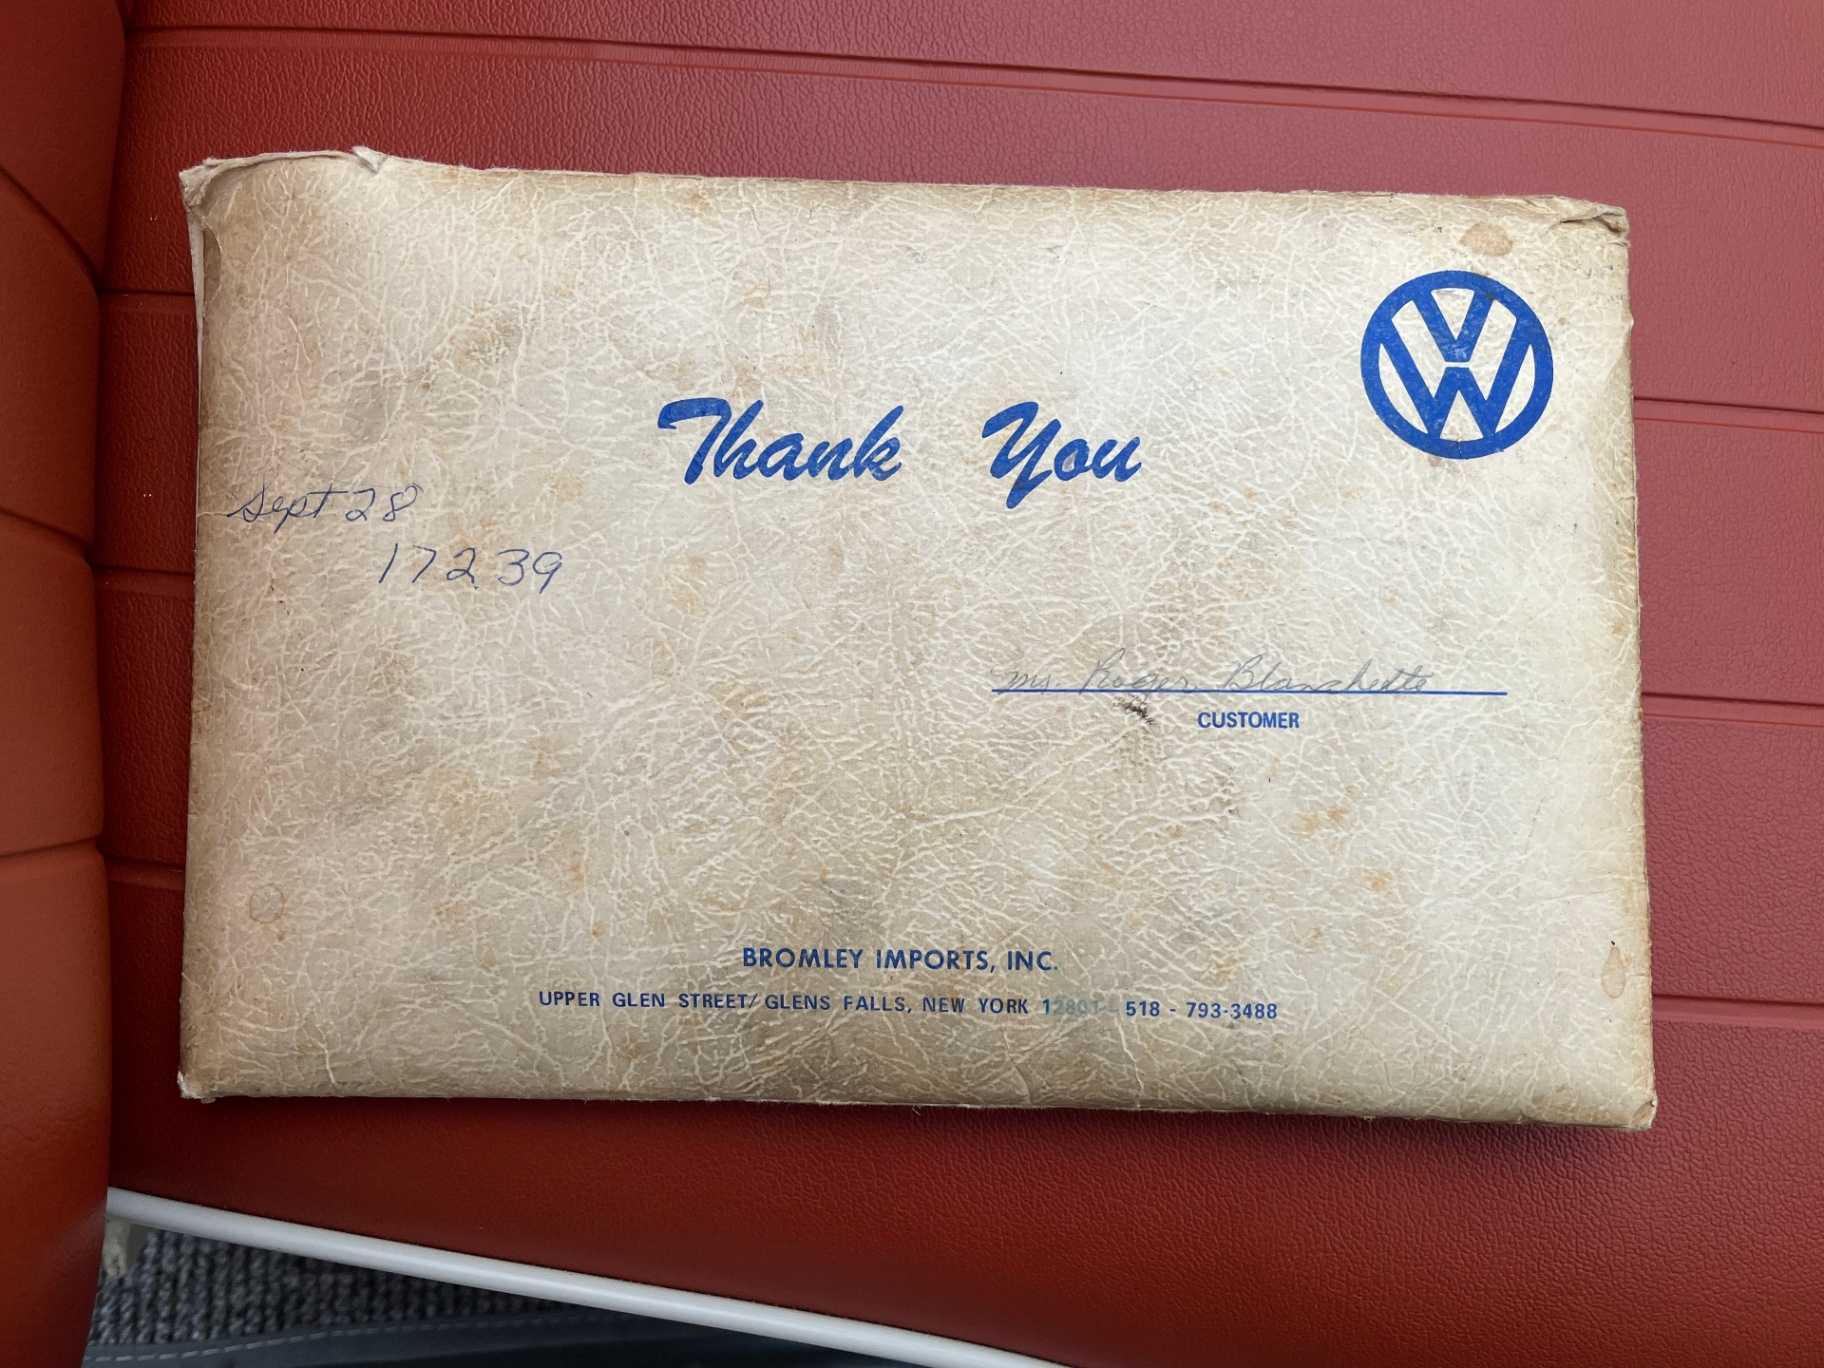 VW
Thank You
Sept 28
17239
Mr. Roger Blanchette
CUSTOMER
BROMLEY IMPORTS, INC.
UPPER GLEN STREET/GLENS FALLS, NEW YORK 12801 - 518 - 793-3488